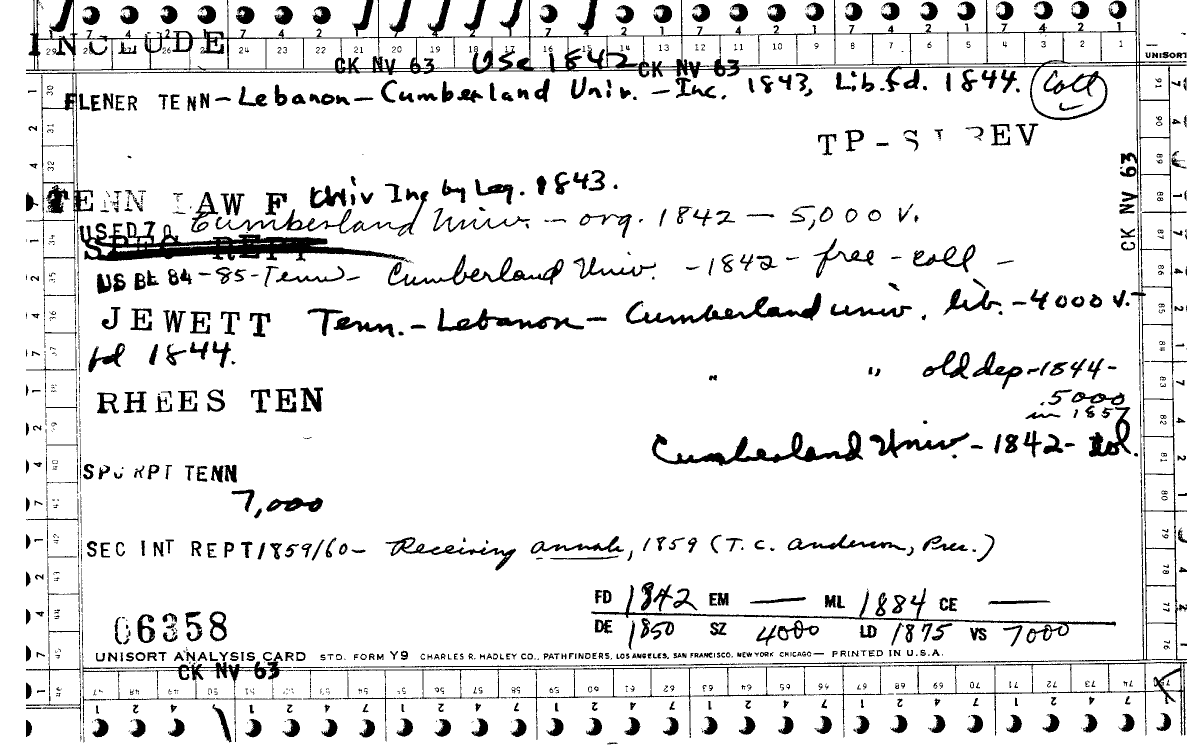 INCLUDE
CK NV 63 Use 1842 CK NV 63
UNISORT
FLENER TENN-Lebanon-Cumberland Univ. -Inc. 1843, Lib.fd. 1844. Coll
TP-S REV
TENN LAW F Univ Inc by Leg. 1843.
CK NV 63
USED 70 Cumberland Univ. - org. 1842 - 5,000 V.
SPEC REPT
US BE 84-85-Tenn- Cumberland Univ. -1842- free - coll -
JEWETT Tenn.-Lebanon-Cumberland univ. lib.-4000 v.-
fd 1844.
" " old dep-1844-
RHEES TEN 5000
in 1857
Cumberland Univ. -1842- col.
SPC RPT TENN
7,000
SEC INT REPT 1859/60- Receiving annals, 1859 (T.C. Anderson, Pres.)
FD 1842 EM — ML 1884 CE —
06358 DE 1850 SZ 4000 LD 1875 VS 7000
UNISORT ANALYSIS CARD STD. FORM Y9 CHARLES R. HADLEY CO., PATHFINDERS, LOS ANGELES, SAN FRANCISCO, NEW YORK CHICAGO— PRINTED IN U.S.A.
CK NV 63